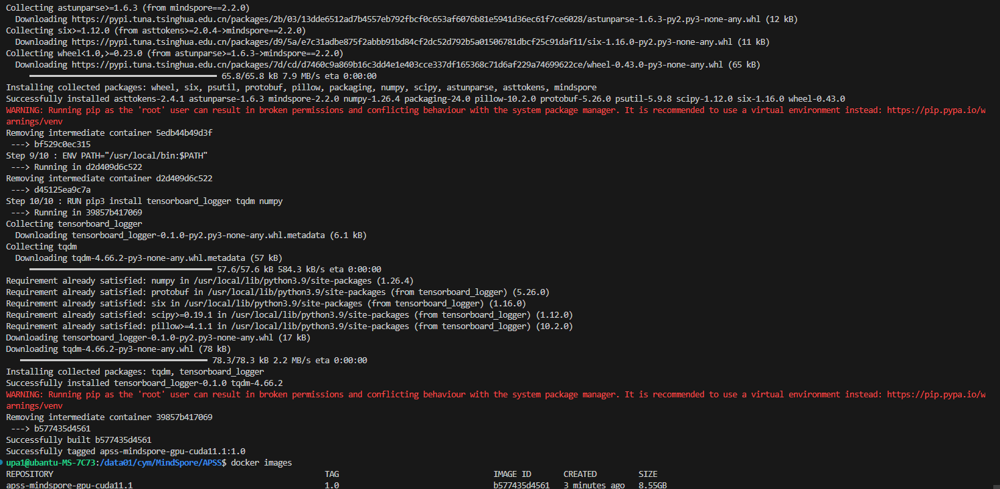 Collecting astunparse>=1.6.3 (from mindspore==2.2.0)
  Downloading https://pypi.tuna.tsinghua.edu.cn/packages/2b/03/13dde6512ad7b4557eb792fbcf0c653af6076b81e5941d36ec61f7ce6028/astunparse-1.6.3-py2.py3-none-any.whl (12 kB)
Collecting six>=1.12.0 (from asttokens>=2.0.4->mindspore==2.2.0)
  Downloading https://pypi.tuna.tsinghua.edu.cn/packages/d9/5a/e7c31adbe875f2abbb91bd84cf2dc52d792b5a01506781dbcf25c91daf11/six-1.16.0-py2.py3-none-any.whl (11 kB)
Collecting wheel<1.0,>=0.23.0 (from astunparse>=1.6.3->mindspore==2.2.0)
  Downloading https://pypi.tuna.tsinghua.edu.cn/packages/7d/cd/d7460c9a869b16c3dd4e1e403cce337df165368c71d6af229a74699622ce/wheel-0.43.0-py3-none-any.whl (65 kB)
     65.8/65.8 kB 7.9 MB/s eta 0:00:00
Installing collected packages: wheel, six, psutil, protobuf, pillow, packaging, numpy, scipy, astunparse, asttokens, mindspore
Successfully installed asttokens-2.4.1 astunparse-1.6.3 mindspore-2.2.0 numpy-1.26.4 packaging-24.0 pillow-10.2.0 protobuf-5.26.0 psutil-5.9.8 scipy-1.12.0 six-1.16.0 wheel-0.43.0
WARNING: Running pip as the 'root' user can result in broken permissions and conflicting behaviour with the system package manager. It is recommended to use a virtual environment instead: https://pip.pypa.io/w
arnings/venv
Removing intermediate container 5edb44b49d3f
 ---> bf529c0ec315
Step 9/10 : ENV PATH="/usr/local/bin:$PATH"
 ---> Running in d2d409d6c522
Removing intermediate container d2d409d6c522
 ---> d45125ea9c7a
Step 10/10 : RUN pip3 install tensorboard_logger tqdm numpy
 ---> Running in 39857b417069
Collecting tensorboard_logger
  Downloading tensorboard_logger-0.1.0-py2.py3-none-any.whl.metadata (6.1 kB)
Collecting tqdm
  Downloading tqdm-4.66.2-py3-none-any.whl.metadata (57 kB)
     57.6/57.6 kB 584.3 kB/s eta 0:00:00
Requirement already satisfied: numpy in /usr/local/lib/python3.9/site-packages (1.26.4)
Requirement already satisfied: protobuf in /usr/local/lib/python3.9/site-packages (from tensorboard_logger) (5.26.0)
Requirement already satisfied: six in /usr/local/lib/python3.9/site-packages (from tensorboard_logger) (1.16.0)
Requirement already satisfied: scipy>=0.19.1 in /usr/local/lib/python3.9/site-packages (from tensorboard_logger) (1.12.0)
Requirement already satisfied: pillow>=4.1.1 in /usr/local/lib/python3.9/site-packages (from tensorboard_logger) (10.2.0)
Downloading tensorboard_logger-0.1.0-py2.py3-none-any.whl (17 kB)
Downloading tqdm-4.66.2-py3-none-any.whl (78 kB)
   78.3/78.3 kB 2.2 MB/s eta 0:00:00
Installing collected packages: tqdm, tensorboard_logger
Successfully installed tensorboard_logger-0.1.0 tqdm-4.66.2
WARNING: Running pip as the 'root' user can result in broken permissions and conflicting behaviour with the system package manager. It is recommended to use a virtual environment instead: https://pip.pypa.io/w
arnings/venv
Removing intermediate container 39857b417069
 ---> b577435d4561
Successfully built b577435d4561
Successfully tagged apss-mindspore-gpu-cuda11.1:1.0
upa1@ubantu-MS-7C73:/data01/cym/MindSpore/APSS$ docker images
REPOSITORY TAG IMAGE ID CREATED SIZE
apss-mindspore-gpu-cuda11.1 1.0 b577435d4561 3 minutes ago 8.55GB